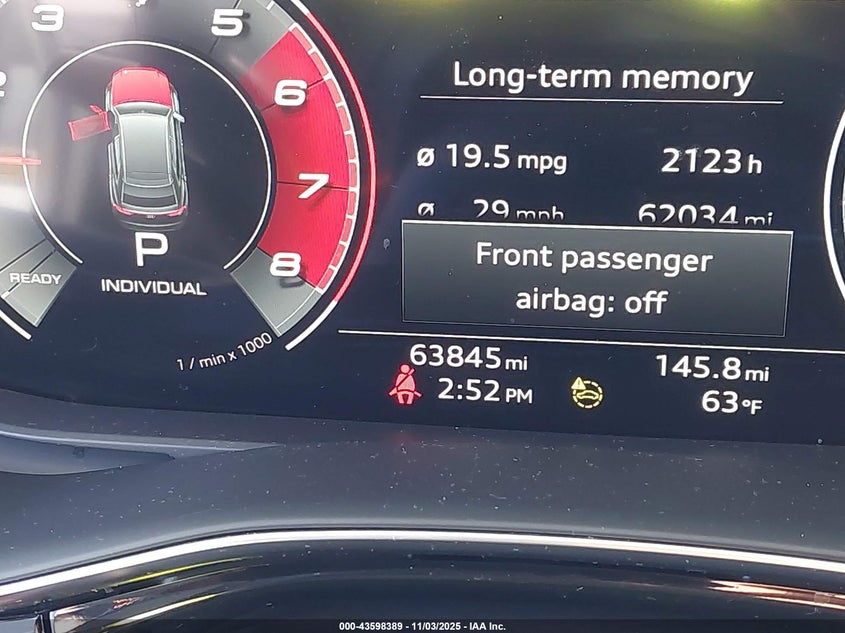 3
5
2
6
7
8
P
INDIVIDUAL
READY
1 / min x 1000
Long-term memory
ø 19.5 mpg 2123 h
ø 29 mph 62034 mi
Front passenger
airbag: off
63845 mi 145.8 mi
2:52 PM 63 °F
000-43598389 - 11/03/2025 - IAA Inc.